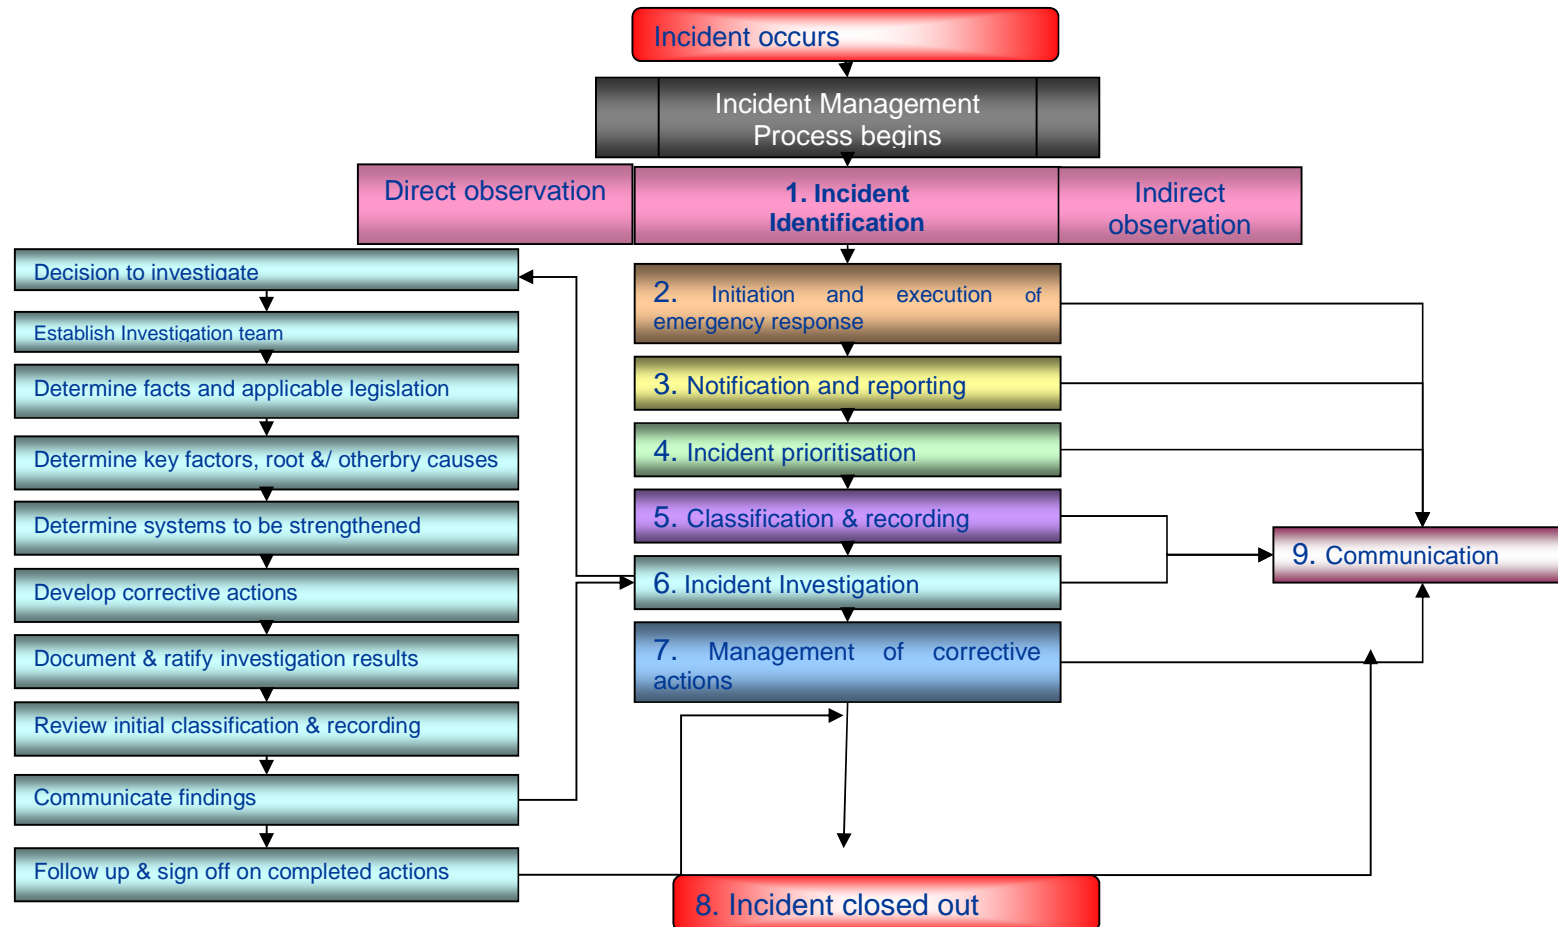 Incident occurs
Incident Management
Process begins
Direct observation
1. Incident
Identification
Indirect
observation
Decision to investigate
Establish Investigation team
Determine facts and applicable legislation
Determine key factors, root &/ otherbry causes
Determine systems to be strengthened
Develop corrective actions
Document & ratify investigation results
Review initial classification & recording
Communicate findings
Follow up & sign off on completed actions
2. Initiation and execution of
emergency response
3. Notification and reporting
4. Incident prioritisation
5. Classification & recording
6. Incident Investigation
7. Management of corrective
actions
8. Incident closed out
9. Communication